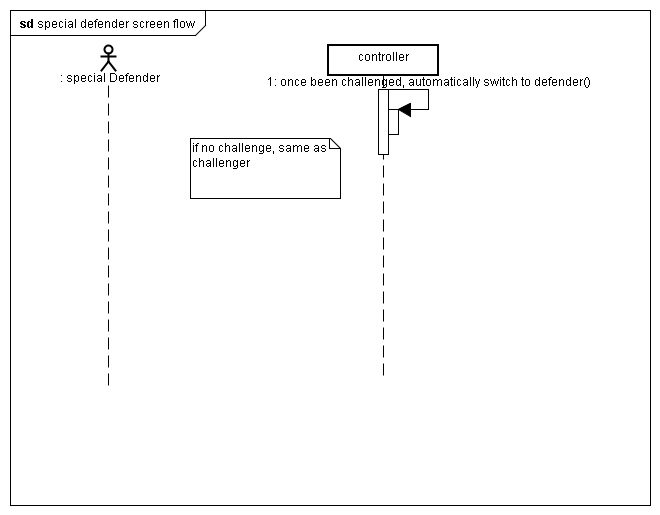 sd special defender screen flow
controller
: special Defender
1: once been challenged, automatically switch to defender()
if no challenge, same as
challenger